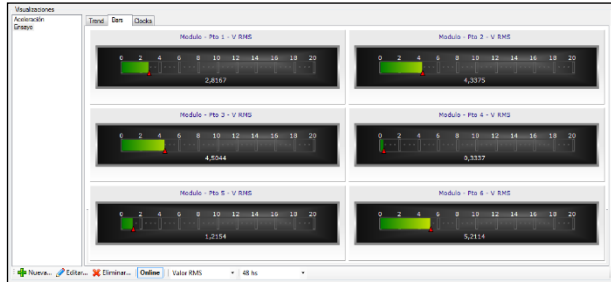 Visualizaciones
Aceleración
Ensayo
Trend Bars Clocks
Modulo - Pto 1 - V RMS
0 2 4 6 8 10 12 14 16 18 20
2,8167
Modulo - Pto 2 - V RMS
0 2 4 6 8 10 12 14 16 18 20
4,3375
Modulo - Pto 3 - V RMS
0 2 4 6 8 10 12 14 16 18 20
4,5044
Modulo - Pto 4 - V RMS
0 2 4 6 8 10 12 14 16 18 20
0,3337
Modulo - Pto 5 - V RMS
0 2 4 6 8 10 12 14 16 18 20
1,2154
Modulo - Pto 6 - V RMS
0 2 4 6 8 10 12 14 16 18 20
5,2114
Nueva... Editar... Eliminar... Online Valor RMS 48 hs